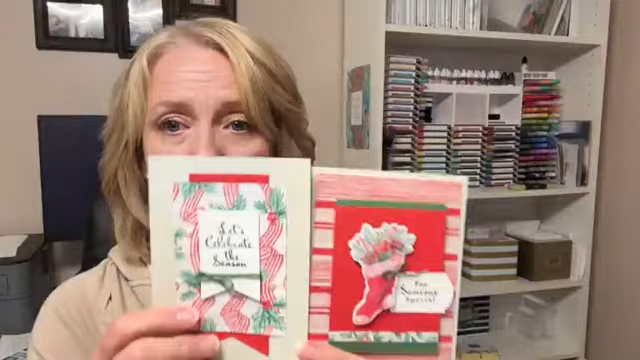 Let's
Celebrate
the
Season
For
Someone
Special